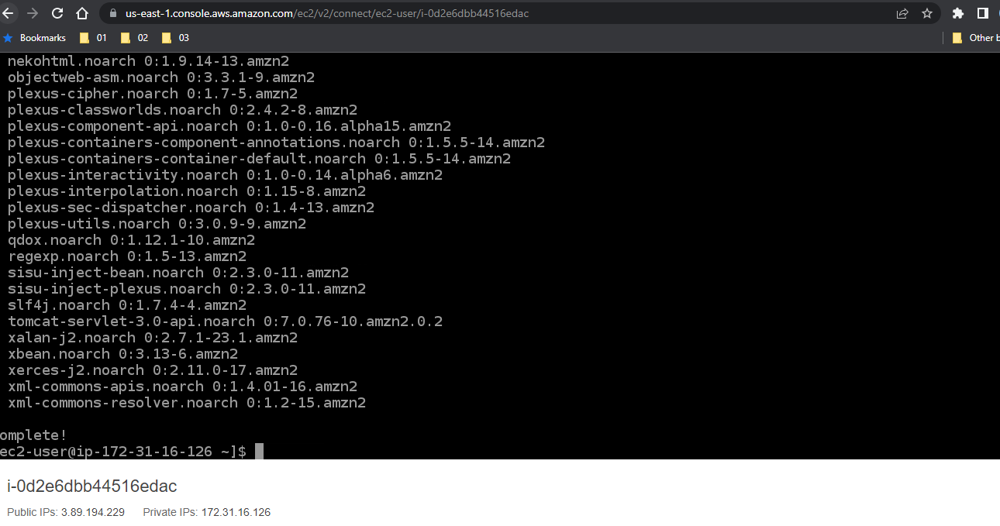 us-east-1.console.aws.amazon.com/ec2/v2/connect/ec2-user/i-0d2e6dbb44516edac
Bookmarks 01 02 03 Other b
nekohtml.noarch 0:1.9.14-13.amzn2
objectweb-asm.noarch 0:3.3.1-9.amzn2
plexus-cipher.noarch 0:1.7-5.amzn2
plexus-classworlds.noarch 0:2.4.2-8.amzn2
plexus-component-api.noarch 0:1.0-0.16.alpha15.amzn2
plexus-containers-component-annotations.noarch 0:1.5.5-14.amzn2
plexus-containers-container-default.noarch 0:1.5.5-14.amzn2
plexus-interactivity.noarch 0:1.0-0.14.alpha6.amzn2
plexus-interpolation.noarch 0:1.15-8.amzn2
plexus-sec-dispatcher.noarch 0:1.4-13.amzn2
plexus-utils.noarch 0:3.0.9-9.amzn2
qdox.noarch 0:1.12.1-10.amzn2
regexp.noarch 0:1.5-13.amzn2
sisu-inject-bean.noarch 0:2.3.0-11.amzn2
sisu-inject-plexus.noarch 0:2.3.0-11.amzn2
slf4j.noarch 0:1.7.4-4.amzn2
tomcat-servlet-3.0-api.noarch 0:7.0.76-10.amzn2.0.2
xalan-j2.noarch 0:2.7.1-23.1.amzn2
xbean.noarch 0:3.13-6.amzn2
xerces-j2.noarch 0:2.11.0-17.amzn2
xml-commons-apis.noarch 0:1.4.01-16.amzn2
xml-commons-resolver.noarch 0:1.2-15.amzn2
omplete!
ec2-user@ip-172-31-16-126 ~]$
i-0d2e6dbb44516edac
Public IPs: 3.89.194.229 Private IPs: 172.31.16.126